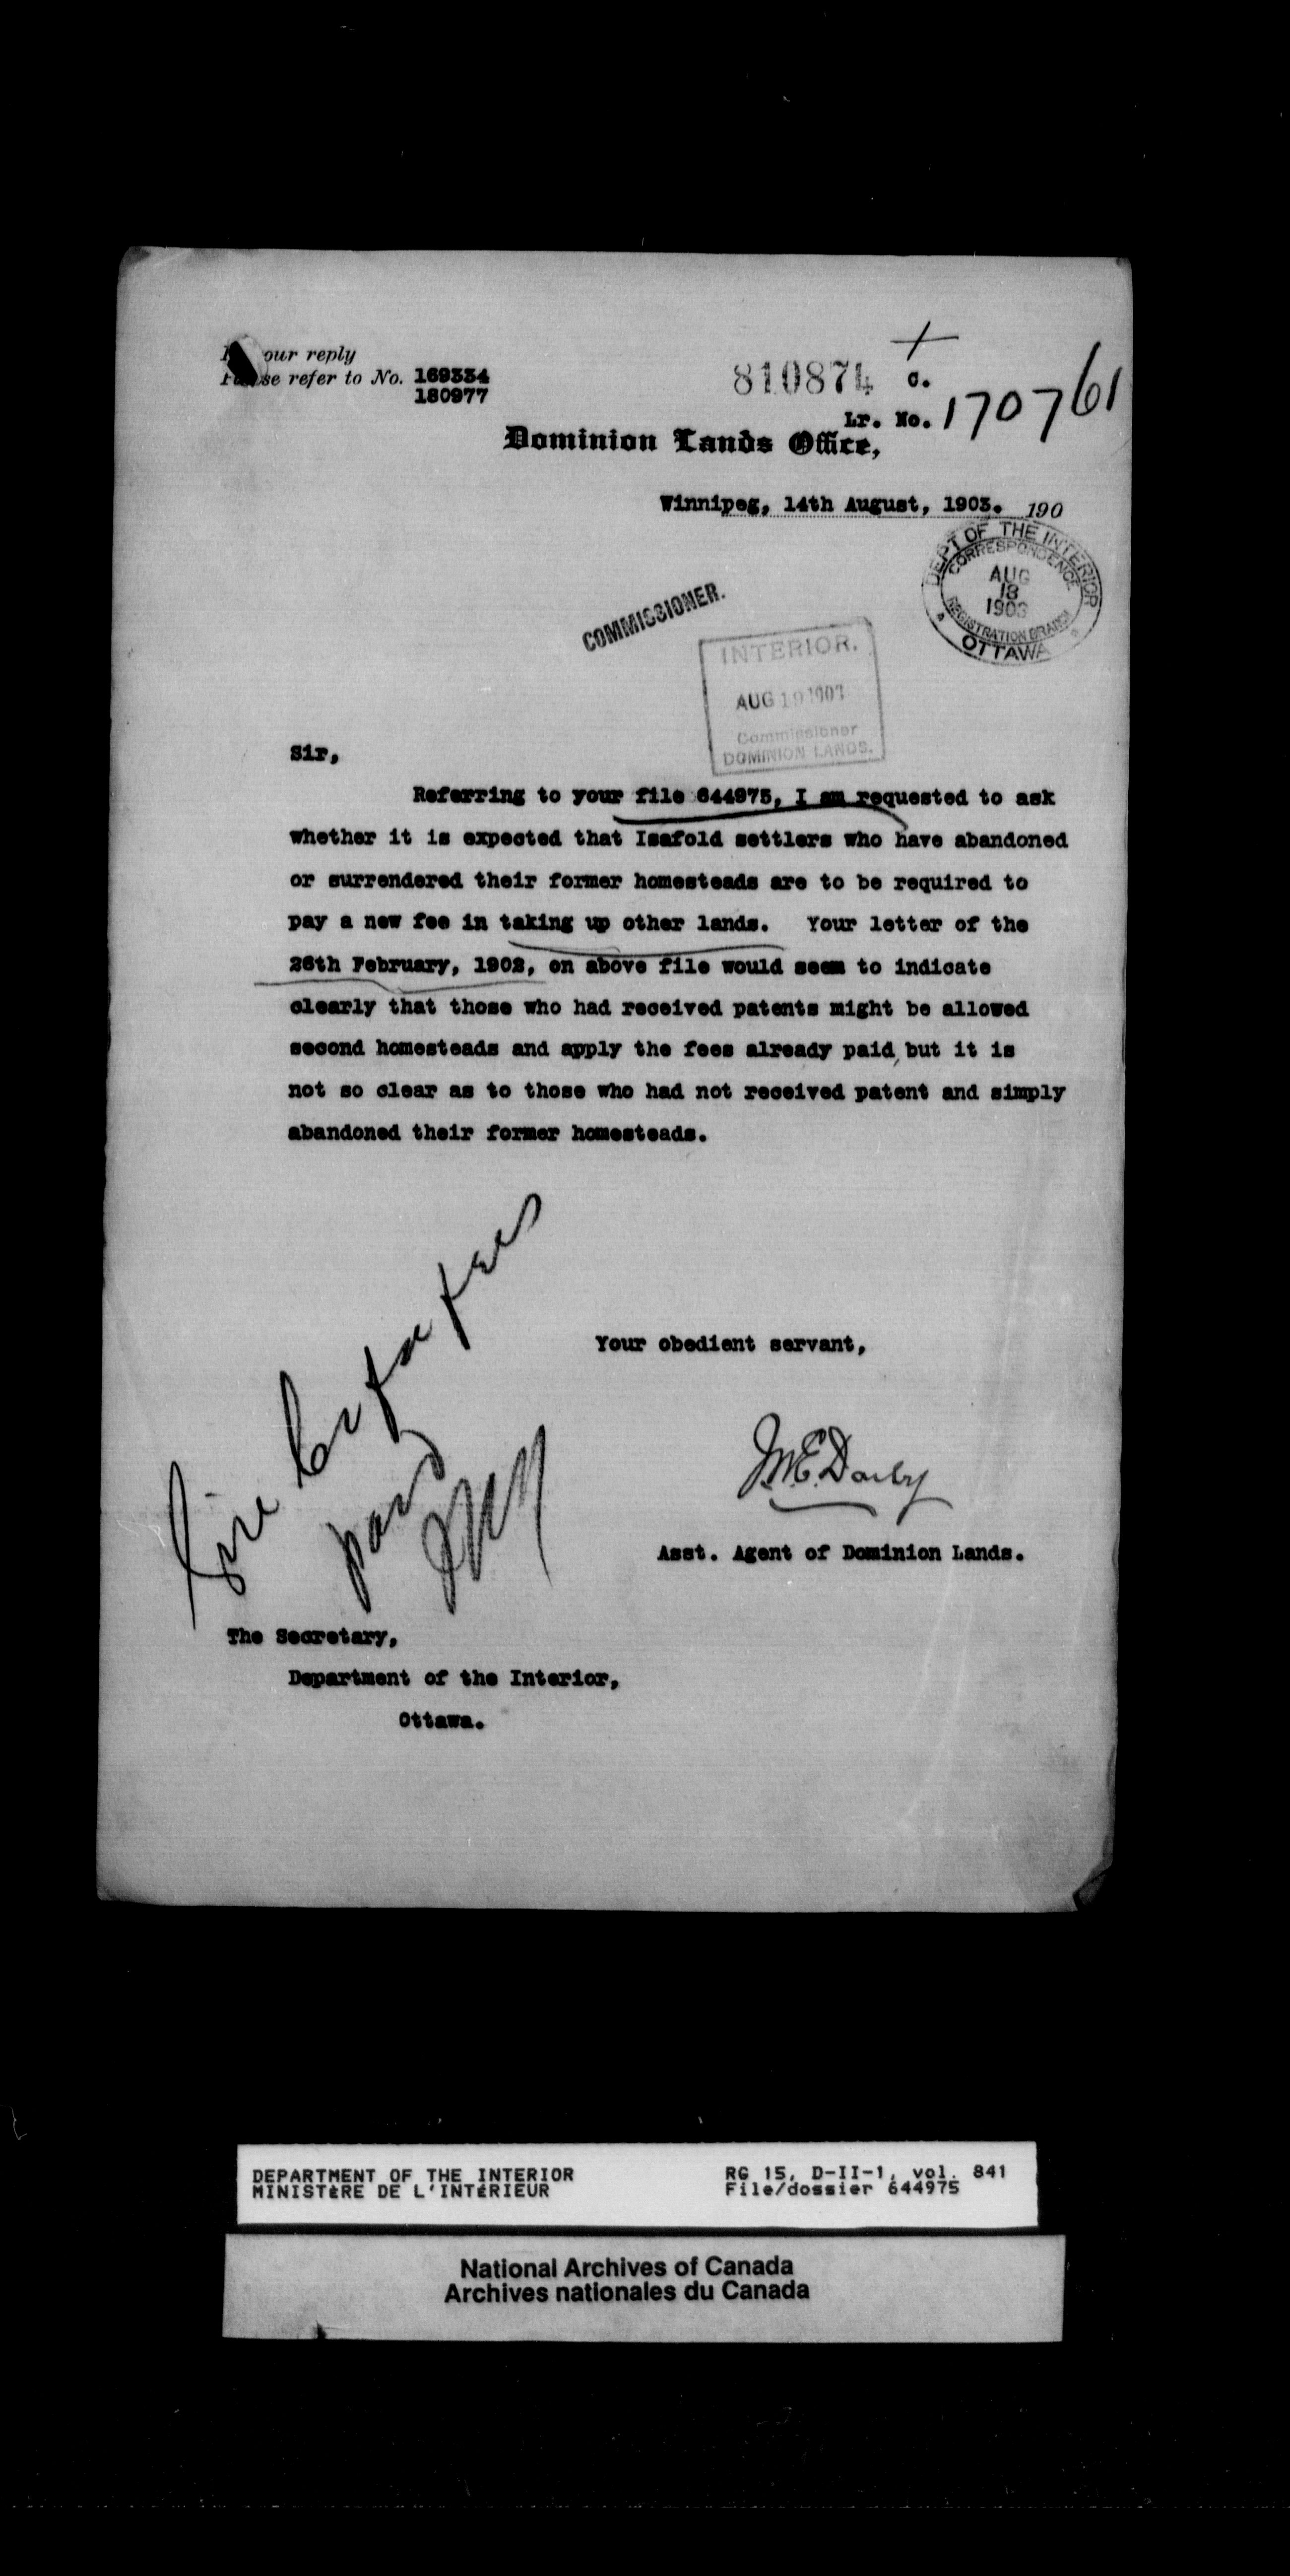 our reply
refer to No. 169334
180977
810874 C.
Lr. No. 170761
Dominion Lands Office,
Winnipeg, 14th August, 1903. 190
DEPT OF THE INTERIOR
CORRESPONDENCE
AUG
18
1903
REGISTRATION BRANCH
OTTAWA
COMMISSIONER.
INTERIOR.
AUG 19 1903
Commissioner
DOMINION LANDS.
Sir,
Referring to your file 644975, I am requested to ask
whether it is expected that Isafold settlers who have abandoned
or surrendered their former homesteads are to be required to
pay a new fee in taking up other lands. Your letter of the
26th February, 1902, on above file would seem to indicate
clearly that those who had received patents might be allowed
second homesteads and apply the fees already paid, but it is
not so clear as to those who had not received patent and simply
abandoned their former homesteads.
Give Cr for fees
paid
Your obedient servant,
Asst. Agent of Dominion Lands.
The Secretary,
Department of the Interior,
Ottawa.
DEPARTMENT OF THE INTERIOR
MINISTÈRE DE L'INTÉRIEUR
RG 15, D-II-1, vol. 841
File/dossier 644975
National Archives of Canada
Archives nationales du Canada